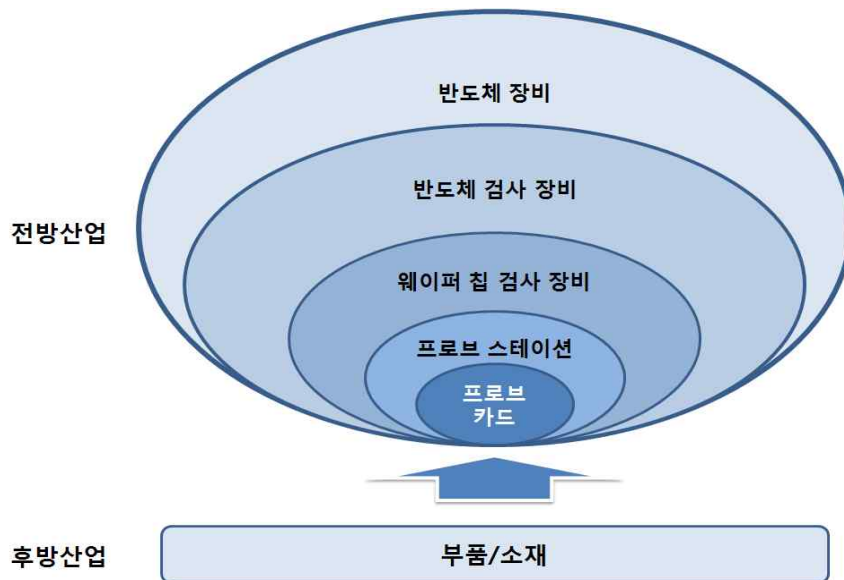 반도체 장비
반도체 검사 장비
전방산업
웨이퍼 칩 검사 장비
프로브 스테이션
프로브
카드
후방산업
부품/소재